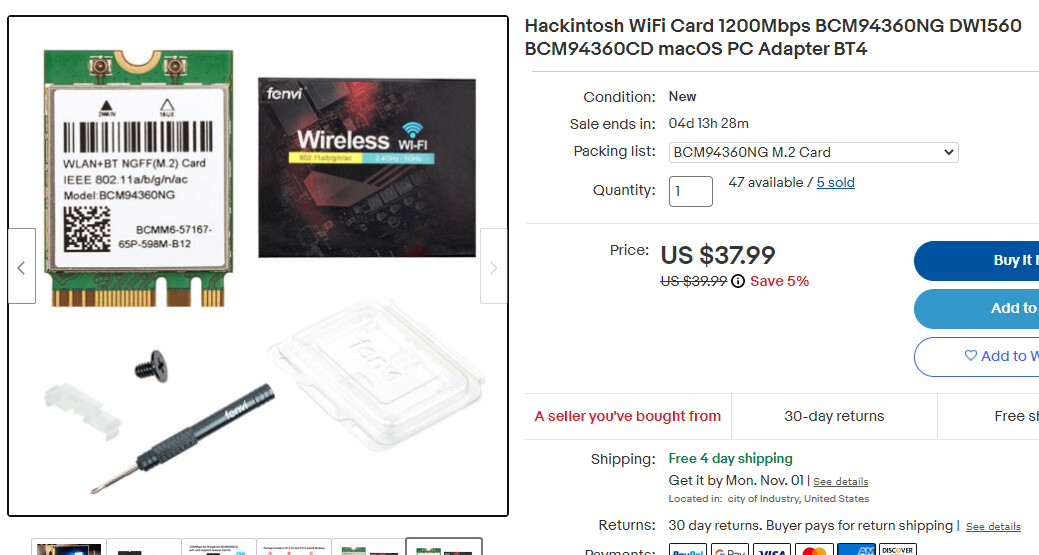 Hackintosh WiFi Card 1200Mbps BCM94360NG DW1560
BCM94360CD macOS PC Adapter BT4
Condition: New
Sale ends in: 04d 13h 28m
Packing list: BCM94360NG M.2 Card
Quantity: 1 47 available / 5 sold
Price: US $37.99
US $39.99 Save 5%
Buy It
Add to
Add to W
A seller you've bought from
30-day returns
Free s
Shipping: Free 4 day shipping
Get it by Mon. Nov. 01 | See details
Located in: city of Industry, United States
Returns: 30 day returns. Buyer pays for return shipping | See details
Payments:
PayPal G Pay VISA DISCOVER
2MAIN 1AUX
WLAN+BT NGFF(M.2) Card
IEEE 802.11a/b/g/n/ac
Model:BCM94360NG
BCMM6-57167-
65P-598M-B12
fenvi
Wireless WI-FI
802.11a/b/g/n/ac 2.4GHz / 5GHz
fenvi
fenvi